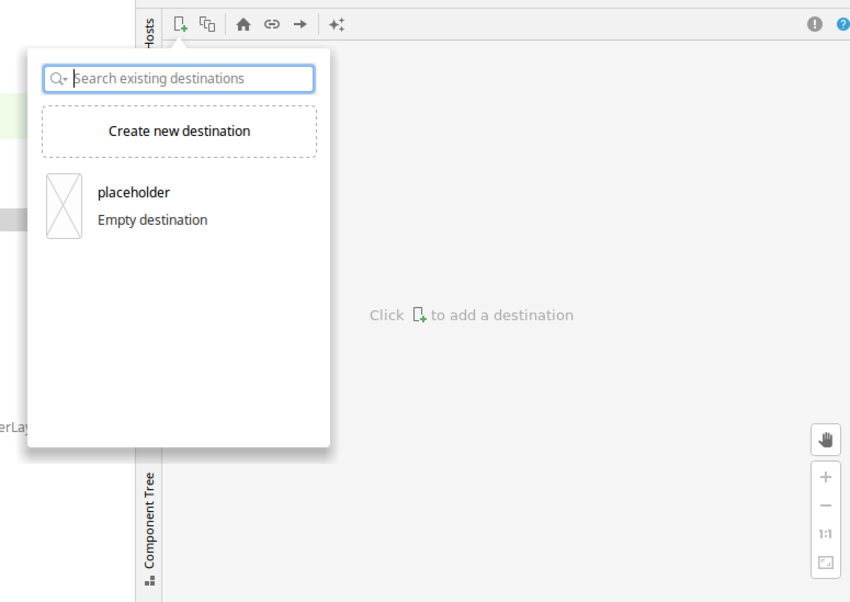 Hosts
Search existing destinations
Create new destination
placeholder
Empty destination
Click to add a destination
erLay
Component Tree
1:1